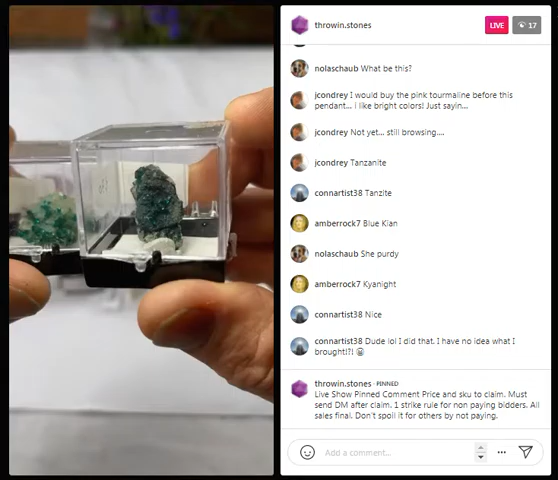 throwin.stones
LIVE
17
nolaschaub What be this?
jcondrey I would buy the pink tourmaline before this
pendant... i like bright colors! Just sayin...
jcondrey Not yet... still browsing....
jcondrey Tanzanite
connartist38 Tanzite
amberrock7 Blue Kian
nolaschaub She purdy
amberrock7 Kyanight
connartist38 Nice
connartist38 Dude lol I did that. I have no idea what I
brought!?! 😀
throwin.stones · PINNED
Live Show Pinned Comment Price and sku to claim. Must
send DM after claim. 1 strike rule for non paying bidders. All
sales final. Don't spoil it for others by not paying.
Add a comment...